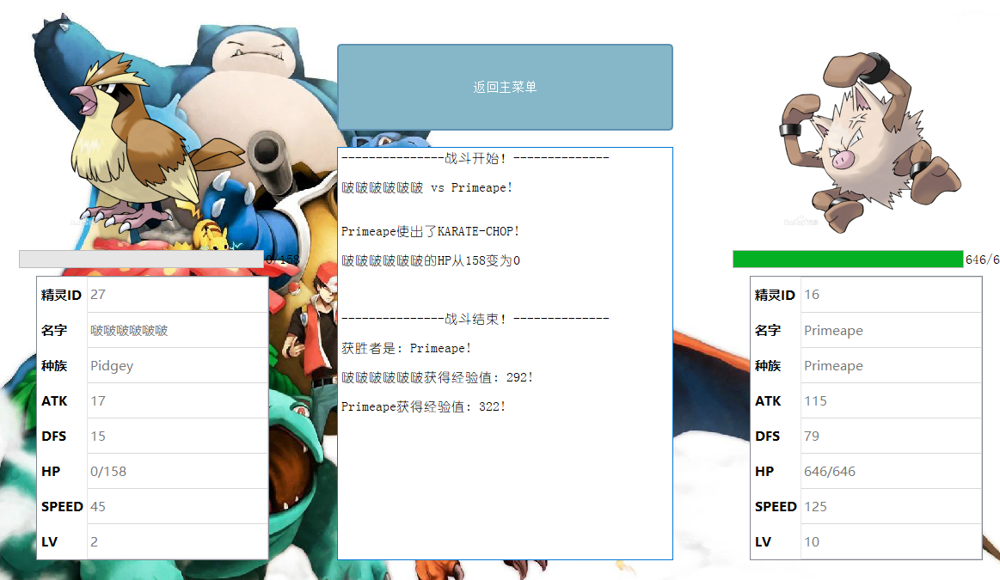 返回主菜单
---------------战斗开始！--------------
啵啵啵啵啵啵 vs Primeape!
Primeape使出了KARATE-CHOP!
啵啵啵啵啵啵的HP从158变为0
---------------战斗结束！--------------
获胜者是: Primeape!
啵啵啵啵啵啵获得经验值: 292!
Primeape获得经验值: 322!
0/158
精灵ID 27
名字 啵啵啵啵啵啵
种族 Pidgey
ATK 17
DFS 15
HP 0/158
SPEED 45
LV 2
646/6
精灵ID 16
名字 Primeape
种族 Primeape
ATK 115
DFS 79
HP 646/646
SPEED 125
LV 10